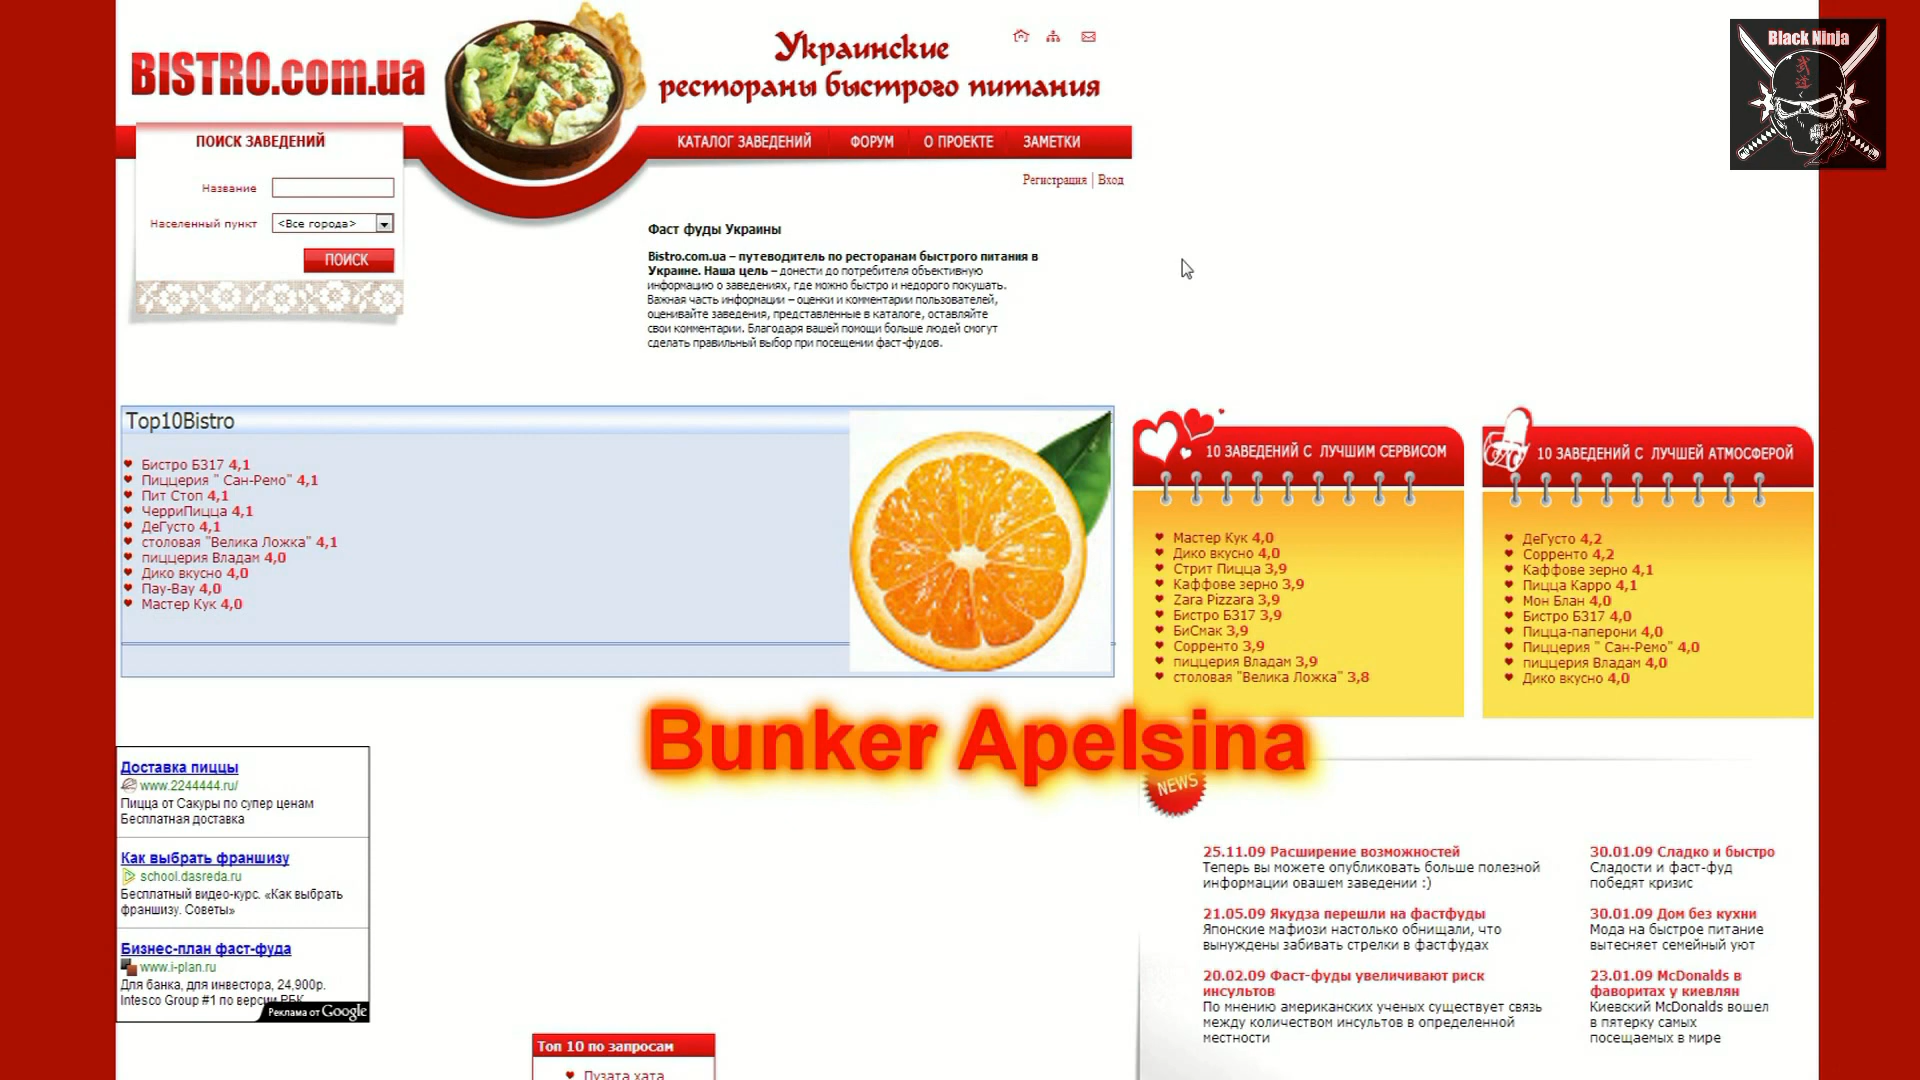 BISTRO.com.ua
Украинские
рестораны быстрого питания
Black Ninja
武
道
ПОИСК ЗАВЕДЕНИЙ
Название
Населенный пункт
<Все города>
ПОИСК
КАТАЛОГ ЗАВЕДЕНИЙ
ФОРУМ
О ПРОЕКТЕ
ЗАМЕТКИ
Регистрация | Вход
Фаст фуды Украины
Bistro.com.ua – путеводитель по ресторанам быстрого питания в
Украине. Наша цель – донести до потребителя объективную
информацию о заведениях, где можно быстро и недорого покушать.
Важная часть информации – оценки и комментарии пользователей,
оценивайте заведения, представленные в каталоге, оставляйте
свои комментарии. Благодаря вашей помощи больше людей смогут
сделать правильный выбор при посещении фаст-фудов.
Top10Bistro
Бистро Б317 4,1
Пиццерия " Сан-Ремо" 4,1
Пит Стоп 4,1
ЧерриПицца 4,1
ДеГусто 4,1
столовая "Велика Ложка" 4,1
пиццерия Владам 4,0
Дико вкусно 4,0
Пау-Вау 4,0
Мастер Кук 4,0
10 ЗАВЕДЕНИЙ С ЛУЧШИМ СЕРВИСОМ
Мастер Кук 4,0
Дико вкусно 4,0
Стрит Пицца 3,9
Каффове зерно 3,9
Zara Pizzara 3,9
Бистро Б317 3,9
БиСмак 3,9
Сорренто 3,9
пиццерия Владам 3,9
столовая "Велика Ложка" 3,8
10 ЗАВЕДЕНИЙ С ЛУЧШЕЙ АТМОСФЕРОЙ
ДеГусто 4,2
Сорренто 4,2
Каффове зерно 4,1
Пицца Карро 4,1
Мон Блан 4,0
Бистро Б317 4,0
Пицца-паперони 4,0
Пиццерия " Сан-Ремо" 4,0
пиццерия Владам 4,0
Дико вкусно 4,0
Bunker Apelsina
Доставка пиццы
www.2244444.ru/
Пицца от Сакуры по супер ценам
Бесплатная доставка
Как выбрать франшизу
school.dasreda.ru
Бесплатный видео-курс. «Как выбрать
франшизу. Советы»
Бизнес-план фаст-фуда
www.i-plan.ru
Для банка, для инвестора, 24,900р.
Intesco Group #1 по версии РБК
Реклама от Google
NEWS
25.11.09 Расширение возможностей
Теперь вы можете опубликовать больше полезной
информации овашем заведении :)
21.05.09 Якудза перешли на фастфуды
Японские мафиози настолько обнищали, что
вынуждены забивать стрелки в фастфудах
20.02.09 Фаст-фуды увеличивают риск
инсультов
По мнению американских ученых существует связь
между количеством инсультов в определенной
местности
30.01.09 Сладко и быстро
Сладости и фаст-фуд
победят кризис
30.01.09 Дом без кухни
Мода на быстрое питание
вытесняет семейный уют
23.01.09 McDonalds в
фаворитах у киевлян
Киевский McDonalds вошел
в пятерку самых
посещаемых в мире
Топ 10 по запросам
Пузата хата